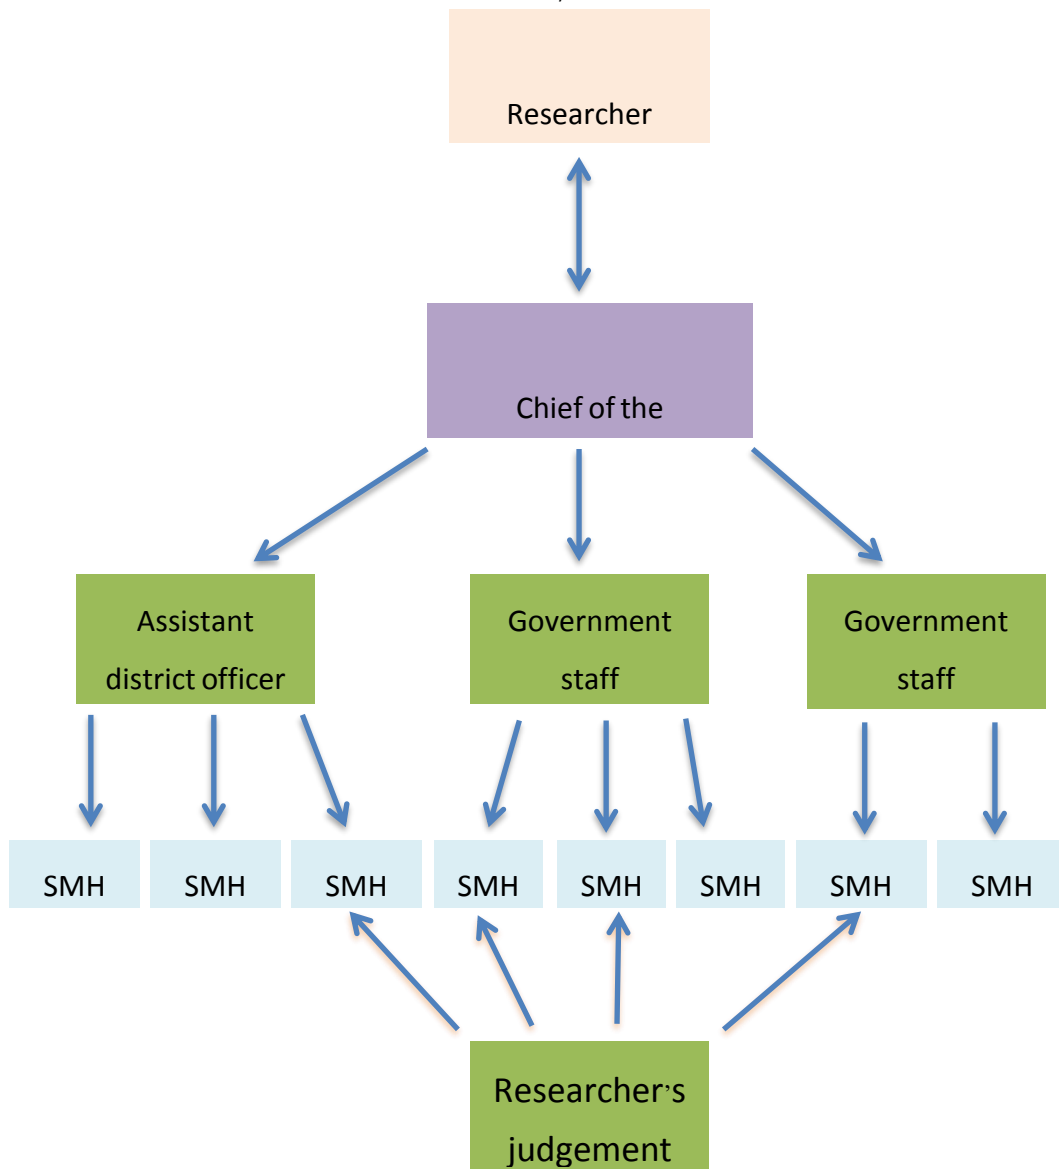 Researcher
Chief of the
Assistant
district officer
Government
staff
Government
staff
SMH
SMH
SMH
SMH
SMH
SMH
SMH
SMH
Researcher's
judgement